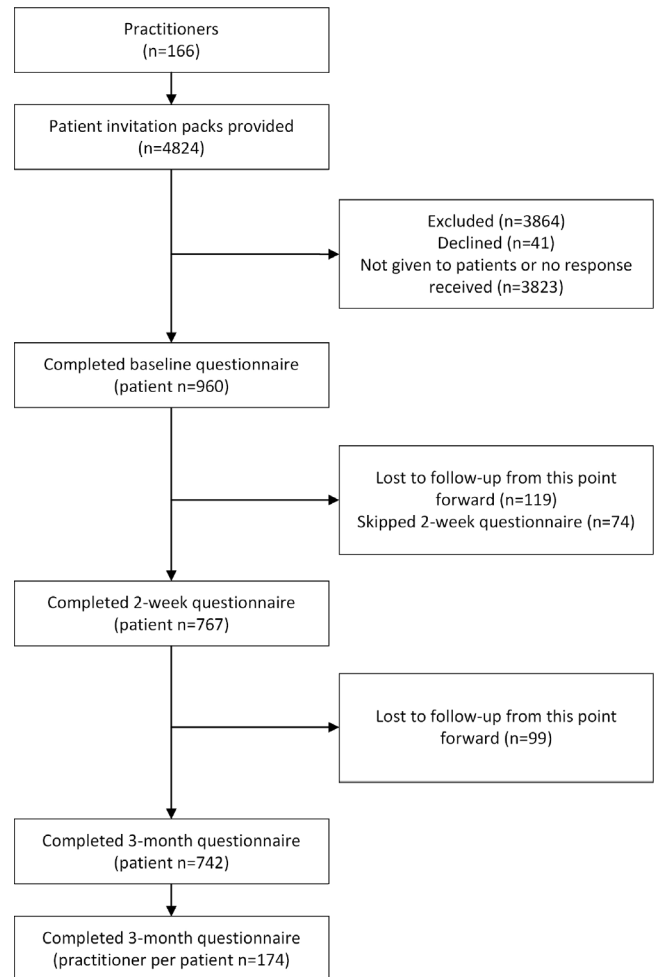 Practitioners
(n=166)
Patient invitation packs provided
(n=4824)
Excluded (n=3864)
Declined (n=41)
Not given to patients or no response
received (n=3823)
Completed baseline questionnaire
(patient n=960)
Lost to follow-up from this point
forward (n=119)
Skipped 2-week questionnaire (n=74)
Completed 2-week questionnaire
(patient n=767)
Lost to follow-up from this point
forward (n=99)
Completed 3-month questionnaire
(patient n=742)
Completed 3-month questionnaire
(practitioner per patient n=174)